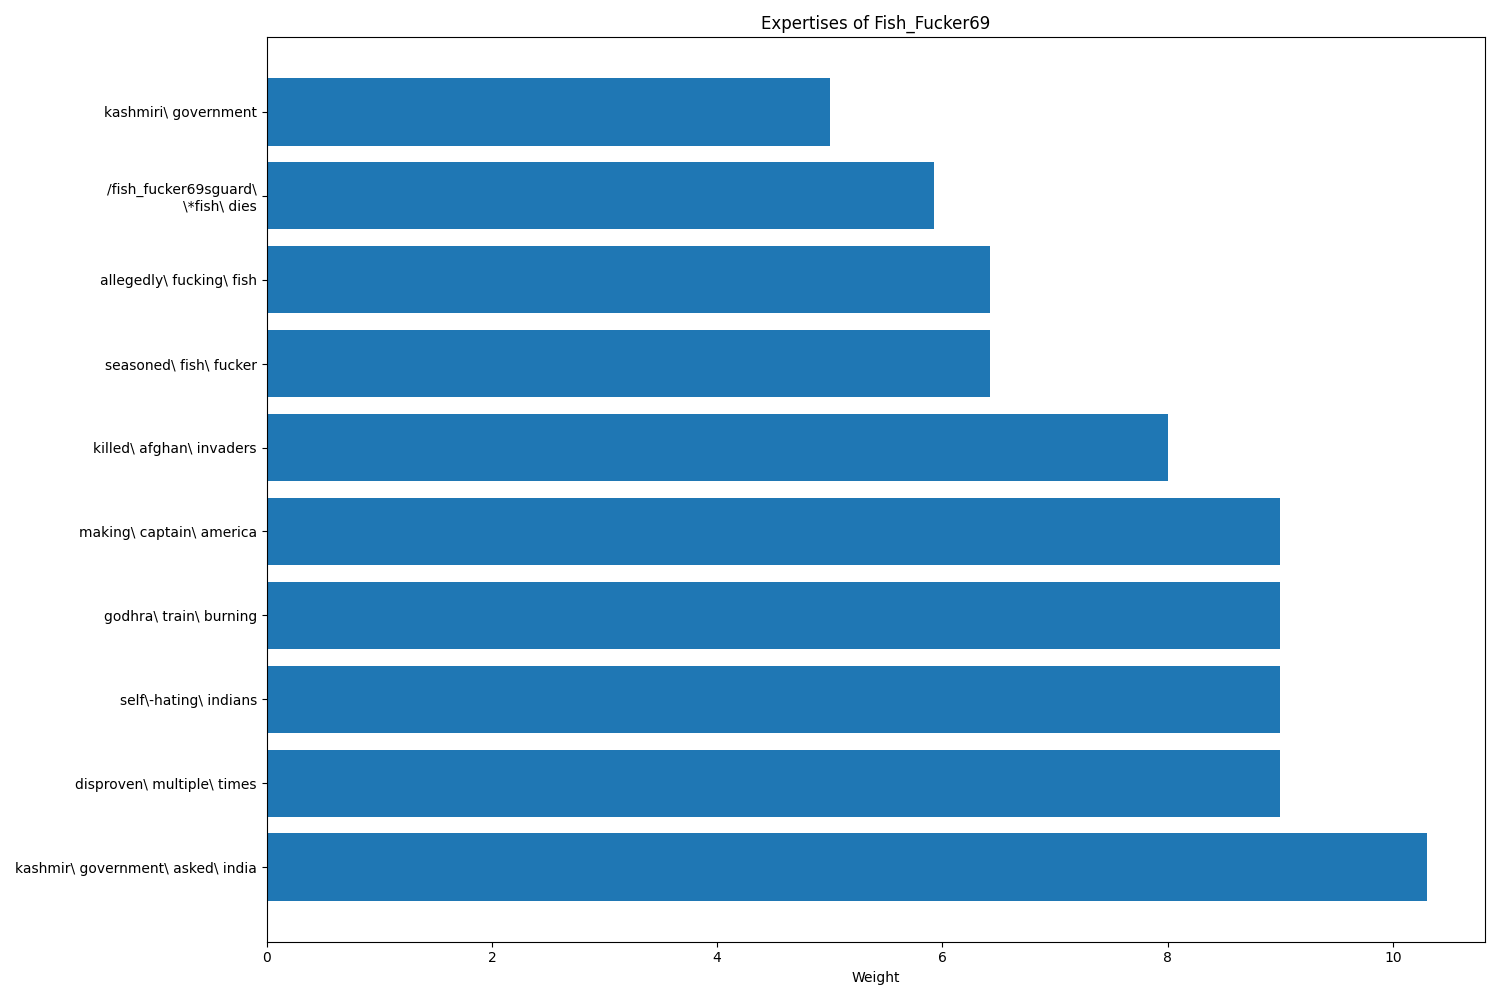 Expertises of Fish_Fucker69
kashmiri\ government
/fish_fucker69sguard\
\*fish\ dies
allegedly\ fucking\ fish
seasoned\ fish\ fucker
killed\ afghan\ invaders
making\ captain\ america
godhra\ train\ burning
self\-hating\ indians
disproven\ multiple\ times
kashmir\ government\ asked\ india
0 2 4 6 8 10
Weight